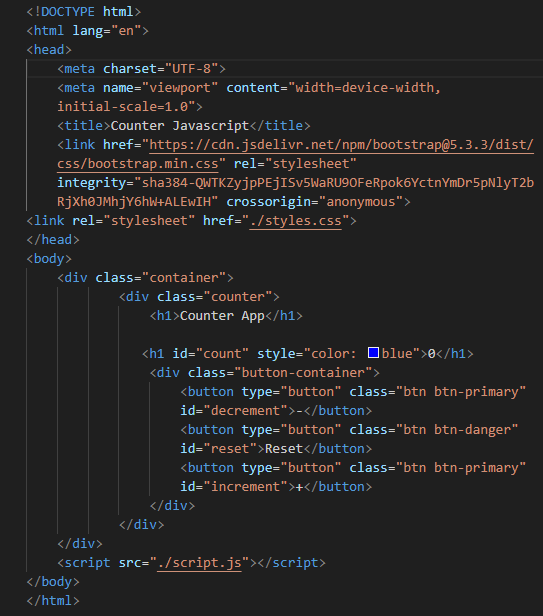 <!DOCTYPE html>
<html lang="en">
<head>
<meta charset="UTF-8">
<meta name="viewport" content="width=device-width,
initial-scale=1.0">
<title>Counter Javascript</title>
<link href="https://cdn.jsdelivr.net/npm/bootstrap@5.3.3/dist/
css/bootstrap.min.css" rel="stylesheet"
integrity="sha384-QWTKZyjpPEjISv5WaRU9OFeRpok6YctnYmDr5pNlyT2b
RjXh0JMhjY6hW+ALEwIH" crossorigin="anonymous">
<link rel="stylesheet" href="./styles.css">
</head>
<body>
<div class="container">
<div class="counter">
<h1>Counter App</h1>
<h1 id="count" style="color: blue">0</h1>
<div class="button-container">
<button type="button" class="btn btn-primary"
id="decrement">-</button>
<button type="button" class="btn btn-danger"
id="reset">Reset</button>
<button type="button" class="btn btn-primary"
id="increment">+</button>
</div>
</div>
</div>
<script src="./script.js"></script>
</body>
</html>